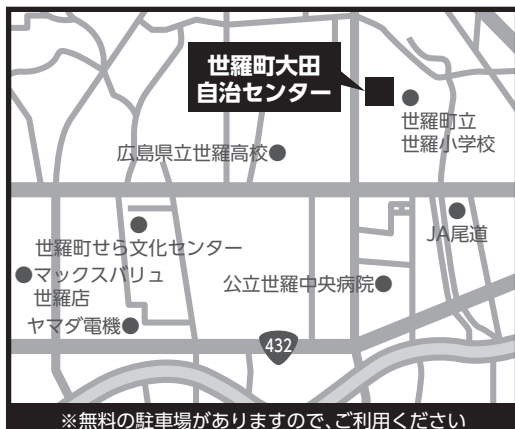 世羅町大田
自治センター
世羅町立
世羅小学校
広島県立世羅高校
JA尾道
世羅町せら文化センター
マックスバリュ
世羅店
公立世羅中央病院
ヤマダ電機
432
※無料の駐車場がありますので、ご利用ください